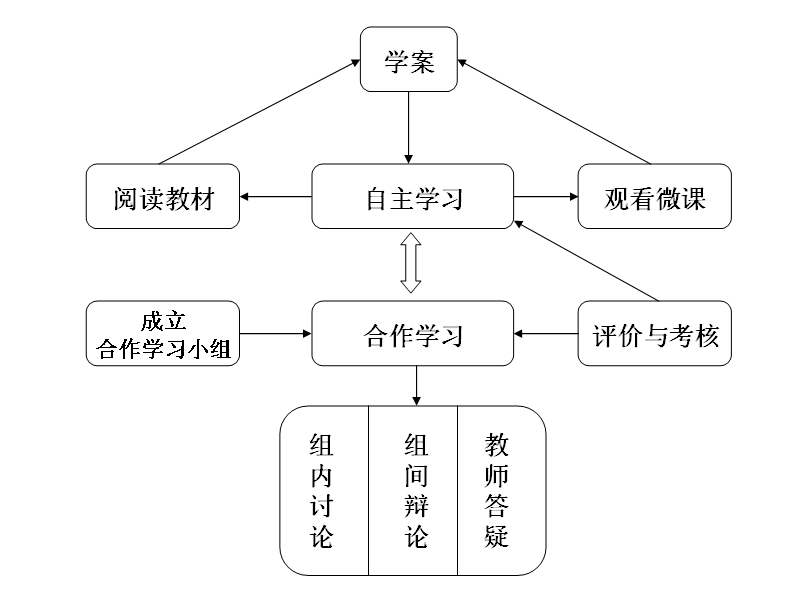 学案
阅读教材
自主学习
观看微课
成立
合作学习小组
合作学习
评价与考核
组内讨论
组间辩论
教师答疑